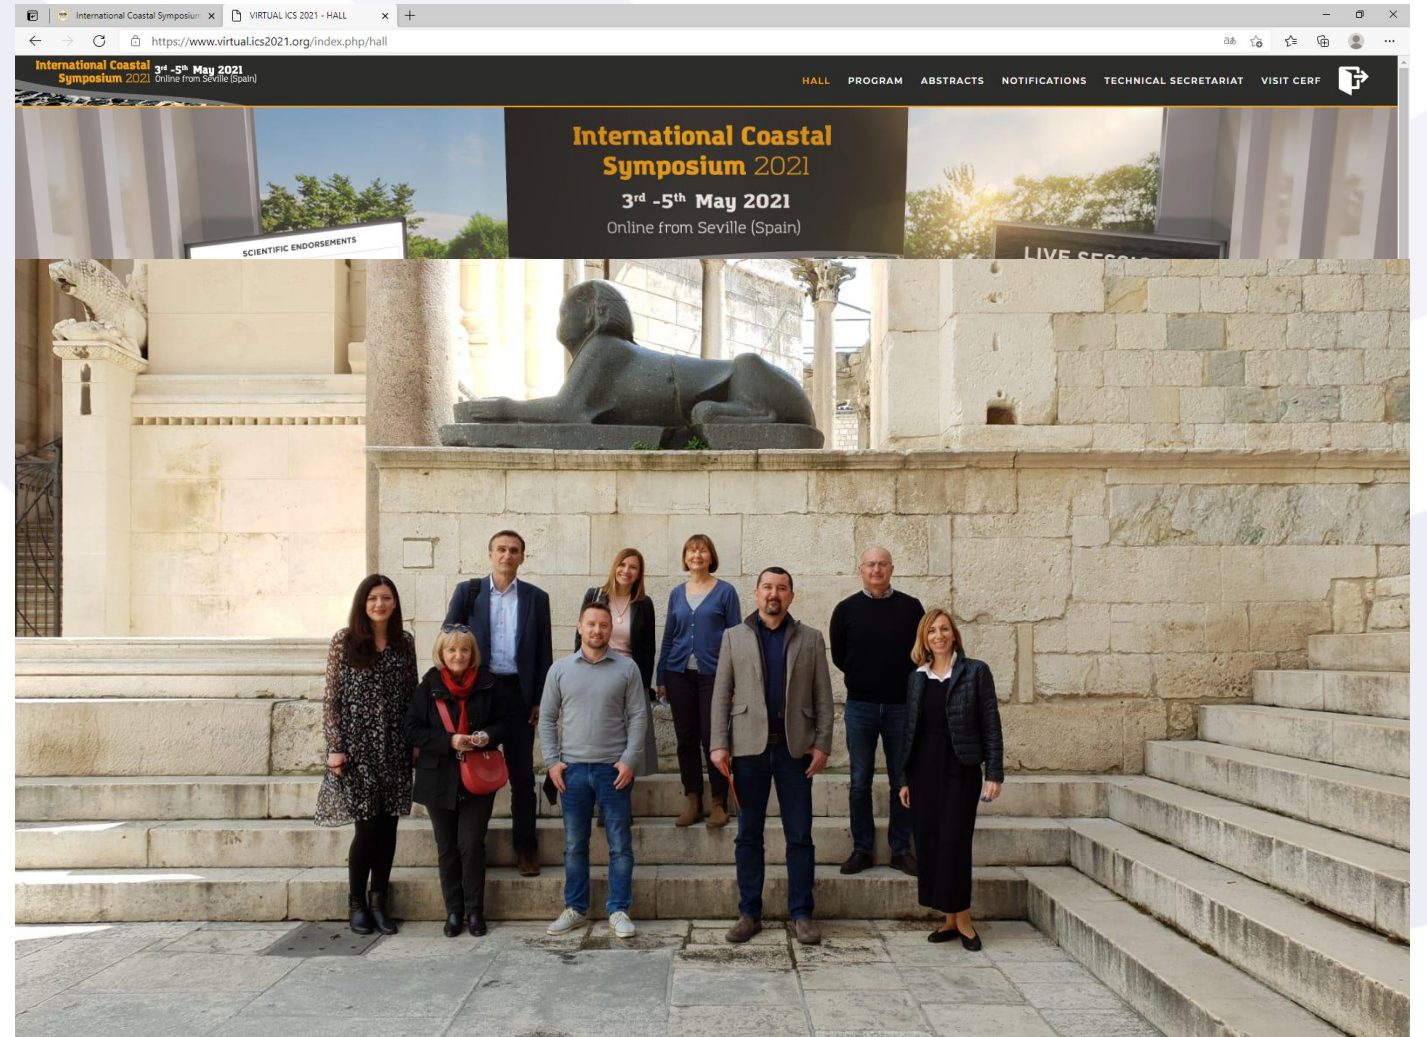 International Coastal Symposium
VIRTUAL ICS 2021 - HALL
https://www.virtual.ics2021.org/index.php/hall
International Coastal
Symposium 2021
3rd -5th May 2021
Online from Seville (Spain)
HALL PROGRAM ABSTRACTS NOTIFICATIONS TECHNICAL SECRETARIAT VISIT CERF
International Coastal
Symposium 2021
3rd -5th May 2021
Online from Seville (Spain)
SCIENTIFIC ENDORSEMENTS
LIVE